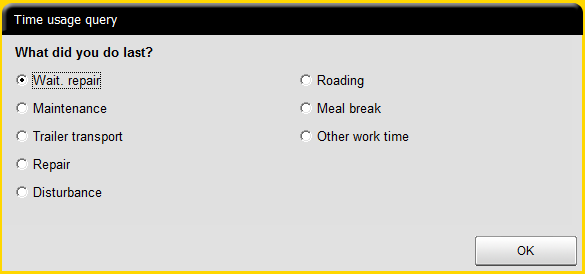 Time usage query
What did you do last?
Wait. repair
Maintenance
Trailer transport
Repair
Disturbance
Roading
Meal break
Other work time
OK